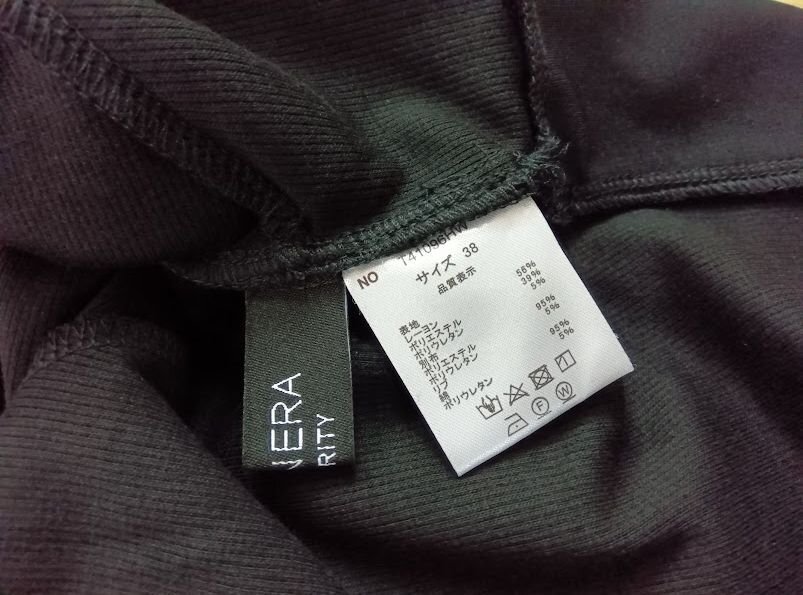 NO T41096HW
サイズ 38
品質表示
表地
レーヨン 56%
ポリエステル 39%
ポリウレタン 5%
別布
ポリエステル 95%
ポリウレタン 5%
リブ
綿 95%
ポリウレタン 5%
F W
NERA
RITY